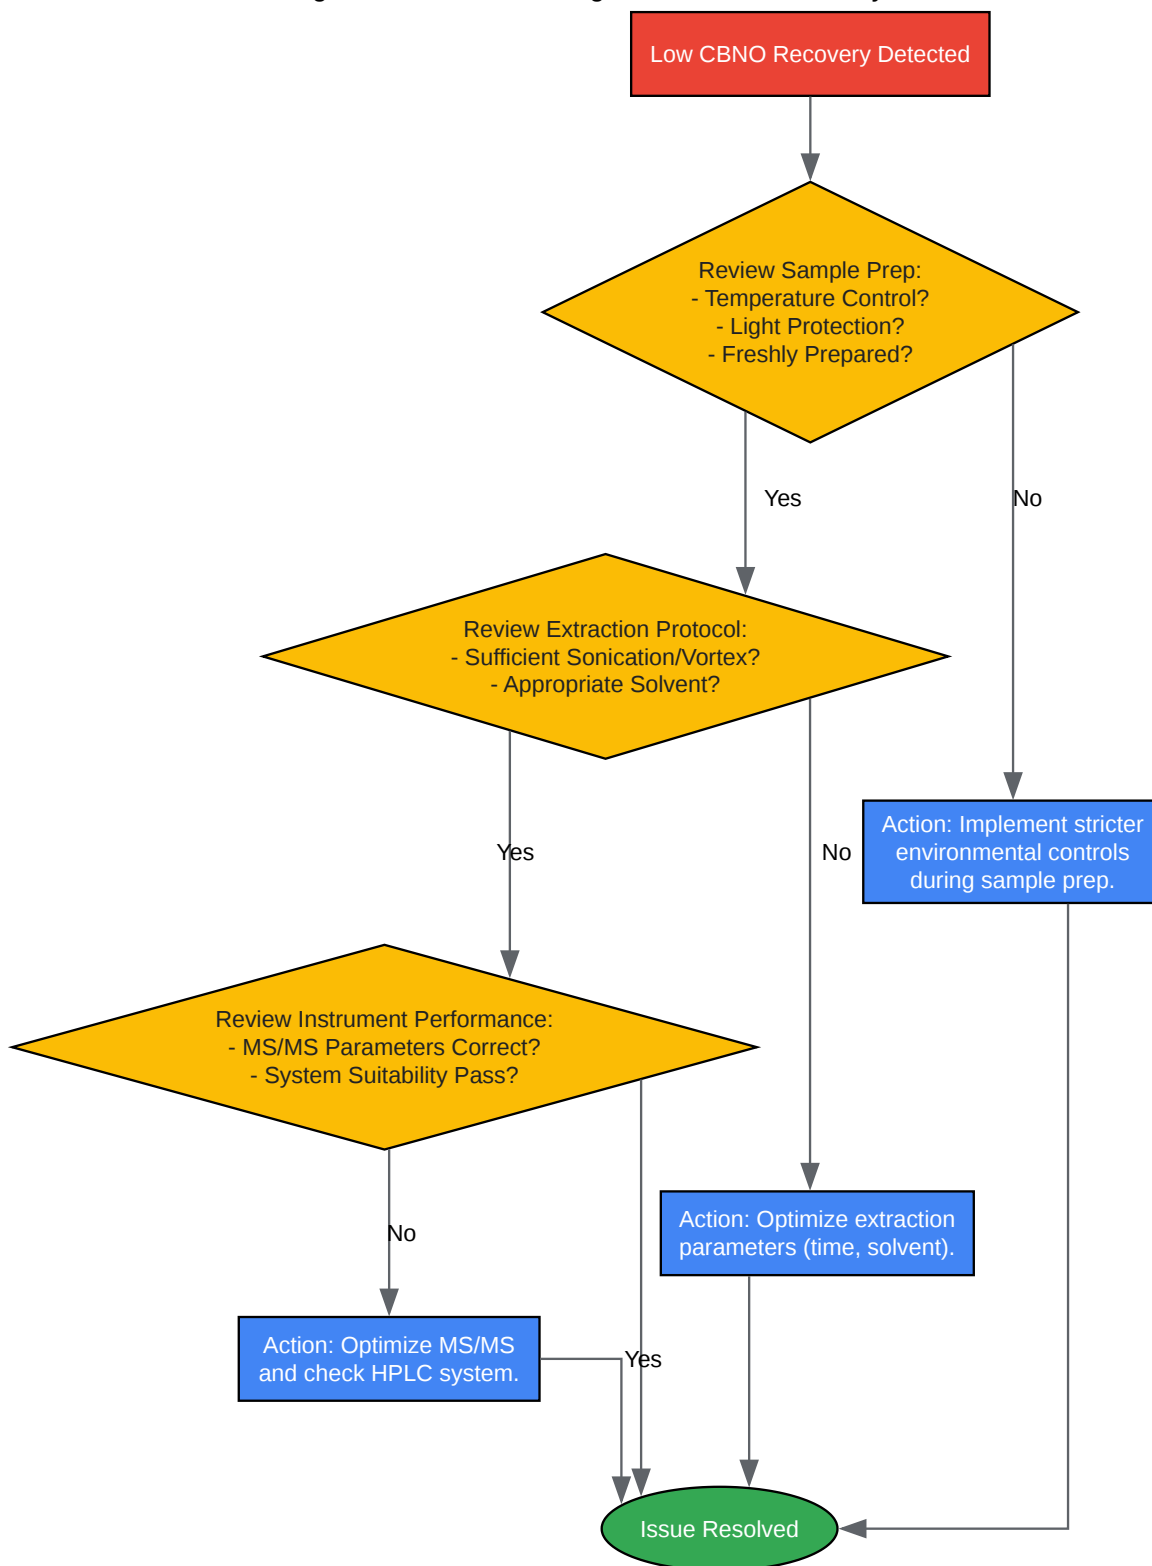 Low CBNO Recovery Detected
Review Sample Prep:
- Temperature Control?
- Light Protection?
- Freshly Prepared?
Yes
No
Review Extraction Protocol:
- Sufficient Sonication/Vortex?
- Appropriate Solvent?
Yes
No
Action: Implement stricter
environmental controls
during sample prep.
Review Instrument Performance:
- MS/MS Parameters Correct?
- System Suitability Pass?
No
Action: Optimize extraction
parameters (time, solvent).
Action: Optimize MS/MS
and check HPLC system.
Yes
Issue Resolved